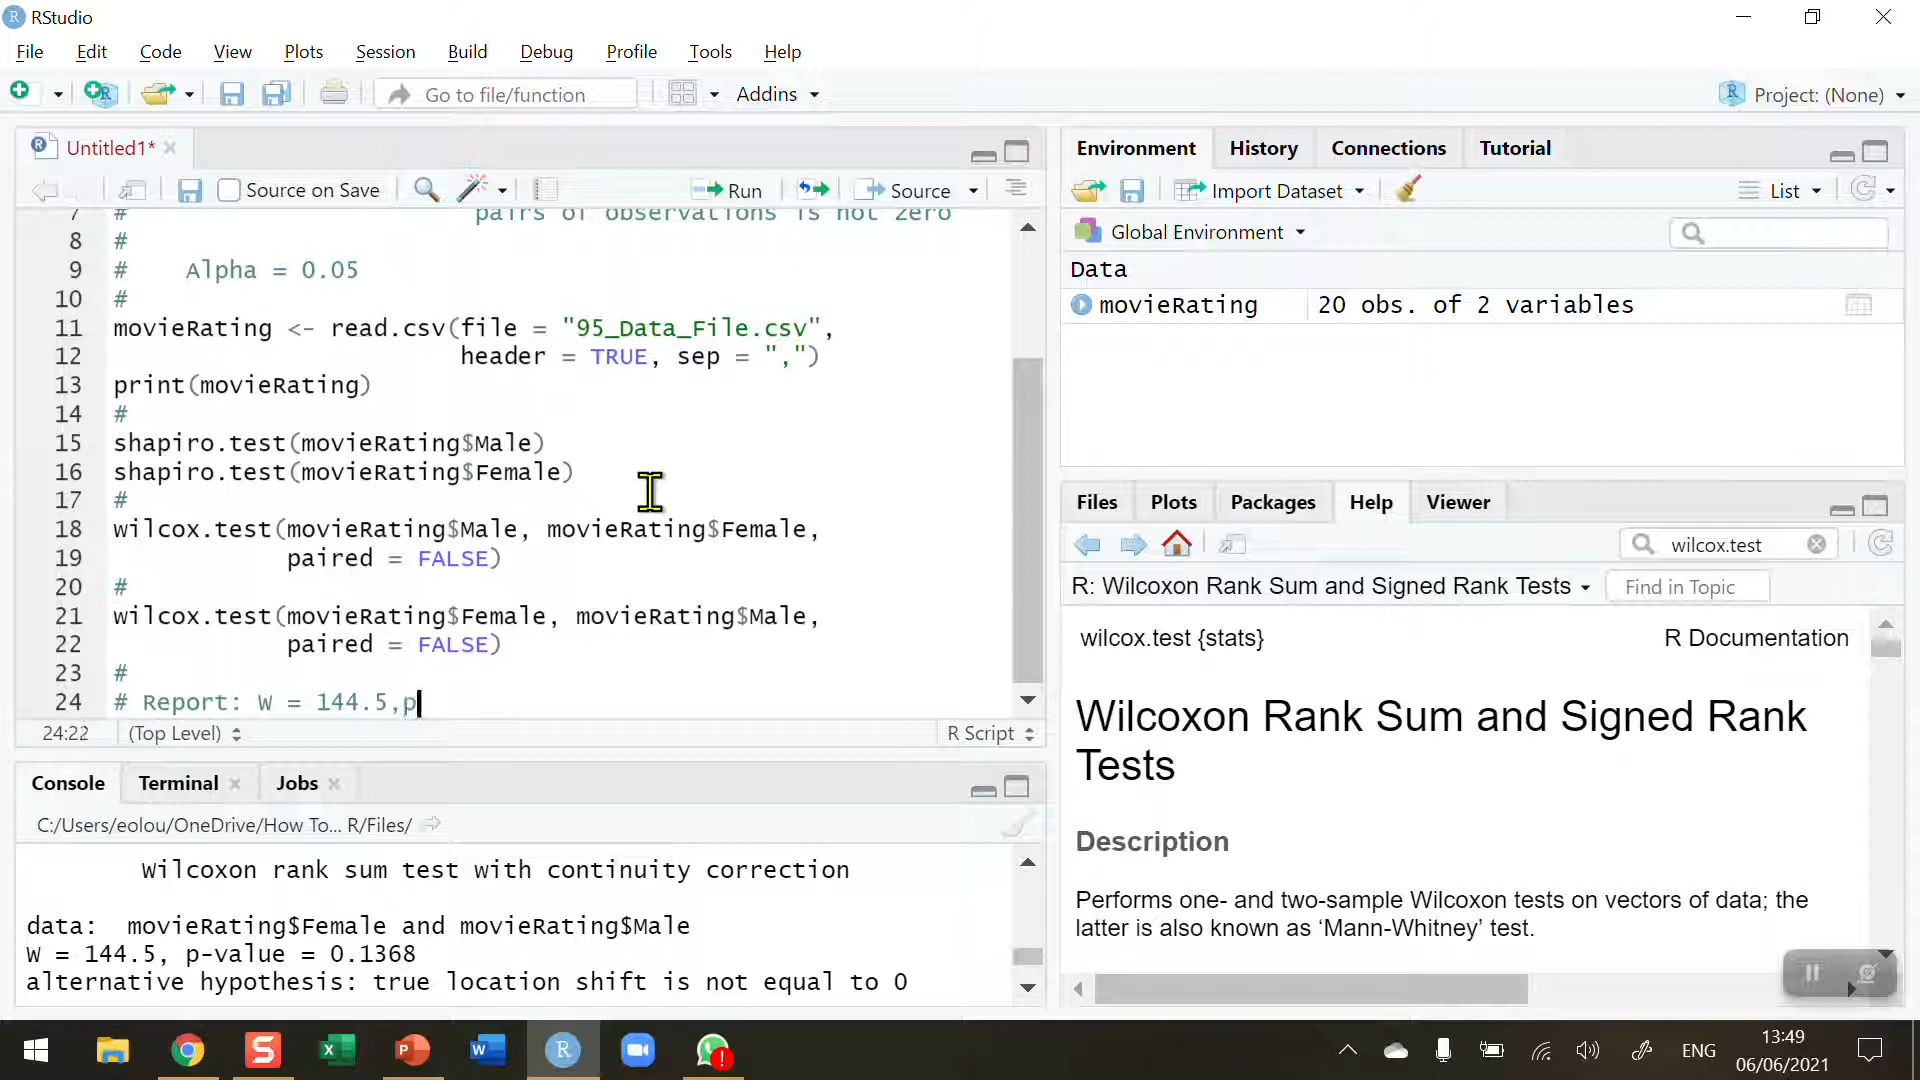 RStudio
File Edit Code View Plots Session Build Debug Profile Tools Help
Go to file/function Addins Project: (None)
Untitled1*
Source on Save Run Source
7 # pairs of observations is not zero
8 #
9 # Alpha = 0.05
10 #
11 movieRating <- read.csv(file = "95_Data_File.csv",
12 header = TRUE, sep = ",")
13 print(movieRating)
14 #
15 shapiro.test(movieRating$Male)
16 shapiro.test(movieRating$Female)
17 #
18 wilcox.test(movieRating$Male, movieRating$Female,
19 paired = FALSE)
20 #
21 wilcox.test(movieRating$Female, movieRating$Male,
22 paired = FALSE)
23 #
24 # Report: W = 144.5,p
24:22 (Top Level) R Script
Console Terminal Jobs
C:/Users/eolou/OneDrive/How To... R/Files/
Wilcoxon rank sum test with continuity correction
data: movieRating$Female and movieRating$Male
W = 144.5, p-value = 0.1368
alternative hypothesis: true location shift is not equal to 0
Environment History Connections Tutorial
Import Dataset List
Global Environment
Data
movieRating 20 obs. of 2 variables
Files Plots Packages Help Viewer
wilcox.test
R: Wilcoxon Rank Sum and Signed Rank Tests Find in Topic
wilcox.test {stats} R Documentation
Wilcoxon Rank Sum and Signed Rank
Tests
Description
Performs one- and two-sample Wilcoxon tests on vectors of data; the
latter is also known as ‘Mann-Whitney’ test.
ENG
13:49
06/06/2021